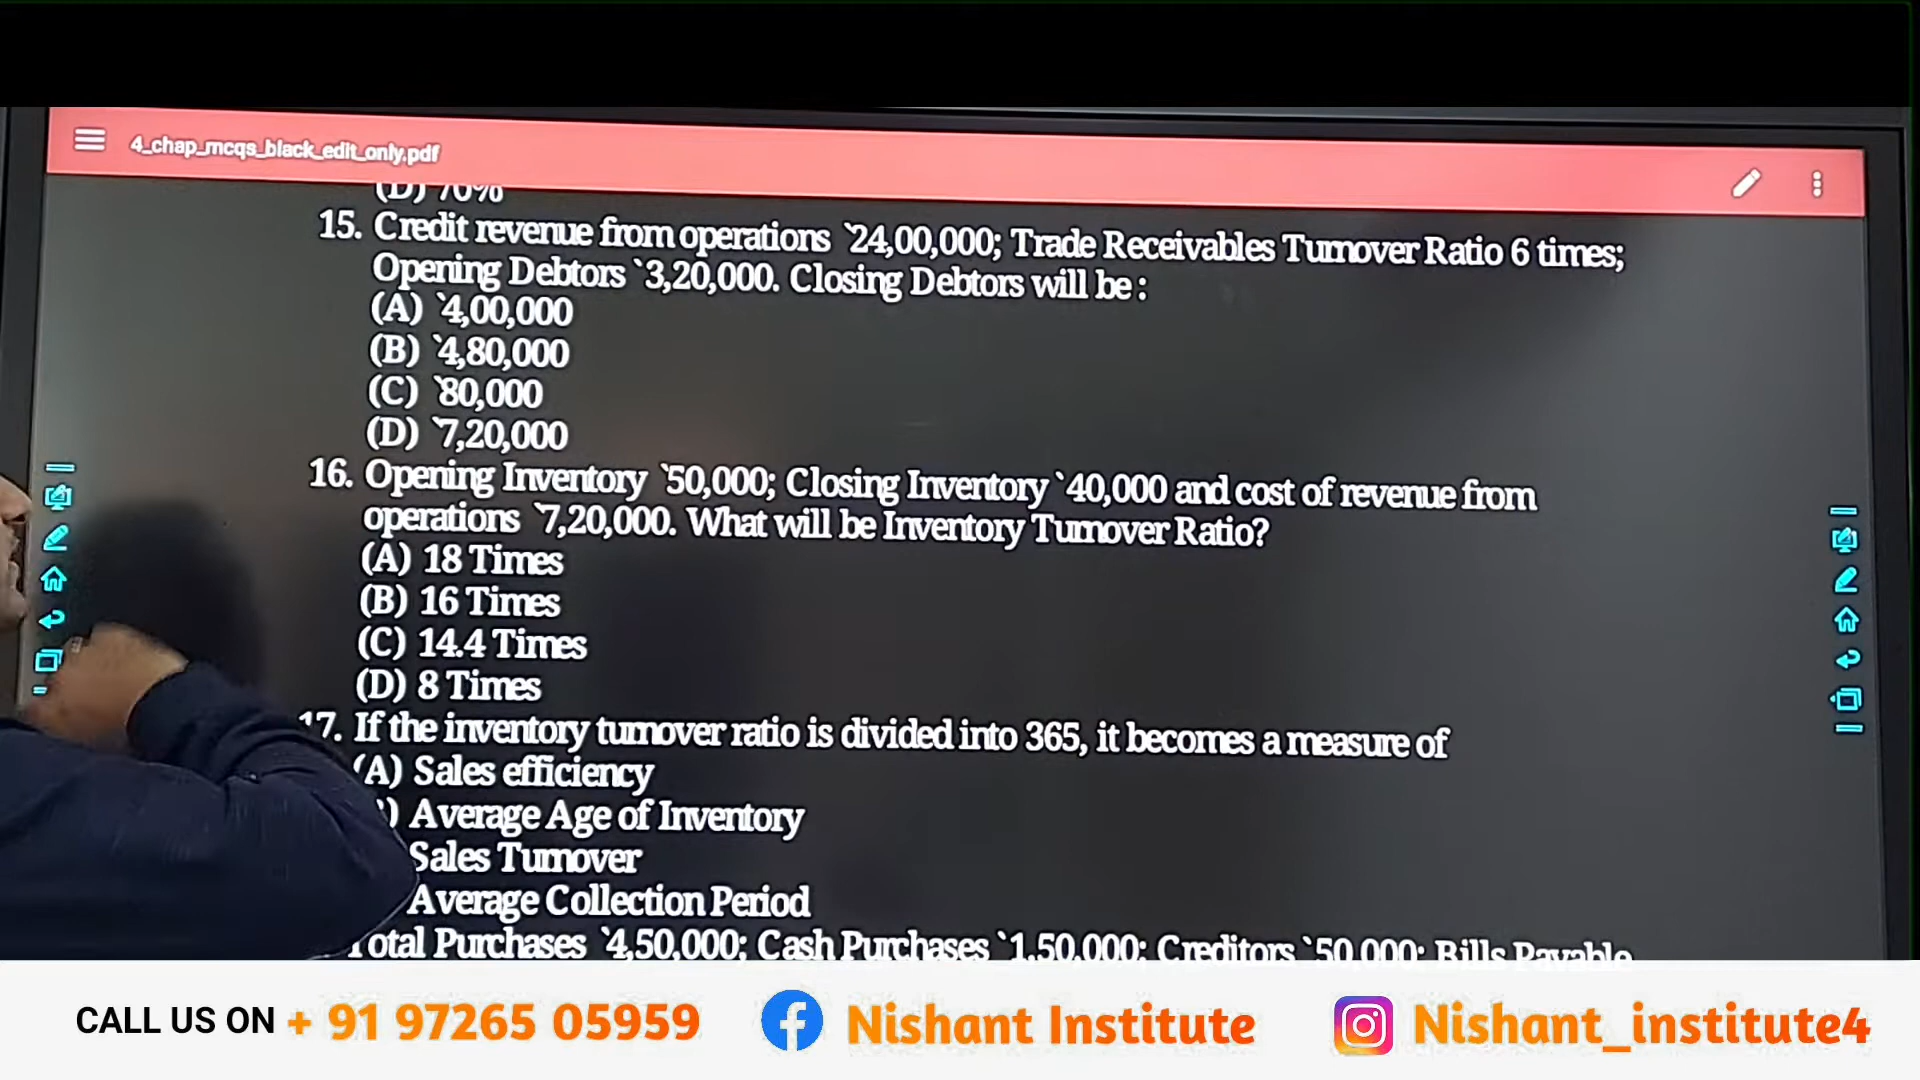 4_chap_mcqs_black_edit_only.pdf
(D) 70%
15. Credit revenue from operations `24,00,000; Trade Receivables Turnover Ratio 6 times;
Opening Debtors `3,20,000. Closing Debtors will be :
(A) `4,00,000
(B) `4,80,000
(C) `80,000
(D) `7,20,000
16. Opening Inventory `50,000; Closing Inventory `40,000 and cost of revenue from
operations `7,20,000. What will be Inventory Turnover Ratio?
(A) 18 Times
(B) 16 Times
(C) 14.4 Times
(D) 8 Times
17. If the inventory turnover ratio is divided into 365, it becomes a measure of
(A) Sales efficiency
) Average Age of Inventory
Sales Turnover
Average Collection Period
Total Purchases `4,50,000; Cash Purchases `1,50,000; Creditors `50,000; Bills Payable
CALL US ON + 91 97265 05959
Nishant Institute
Nishant_institute4